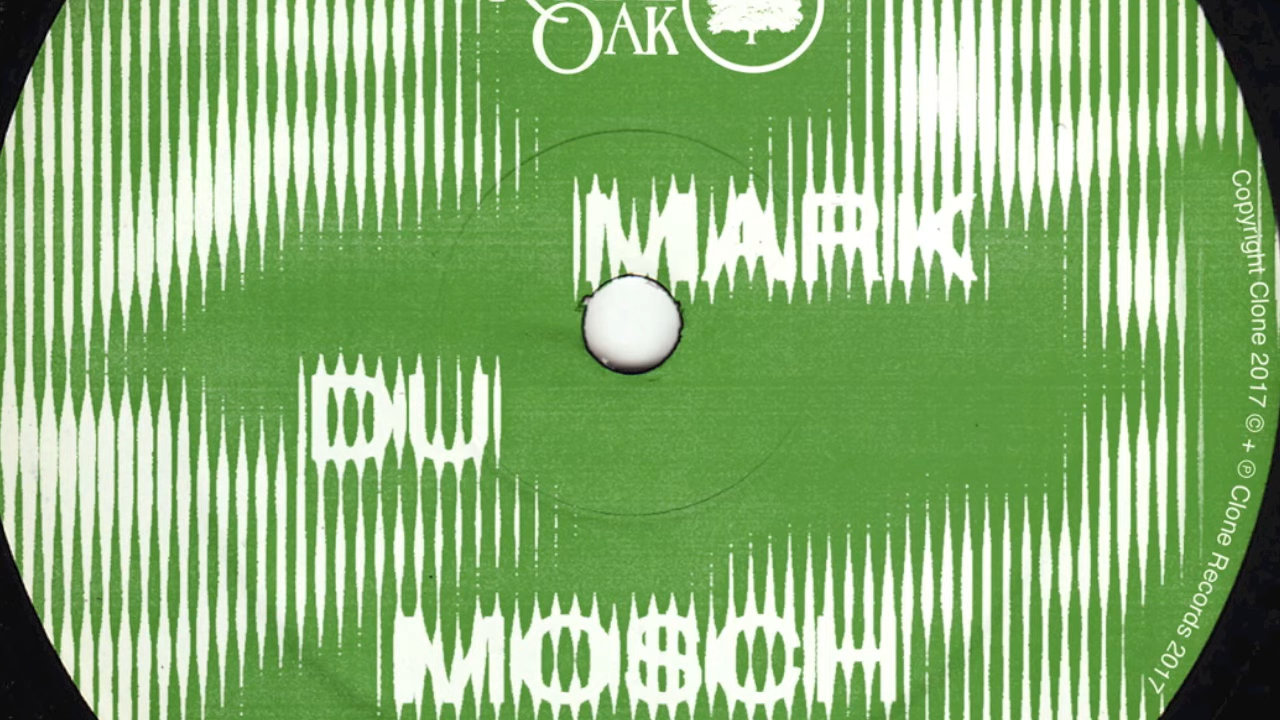 OAK
MARK
DU
MOSCH
Copyright Clone 2017 © + ℗ Clone Records 2017